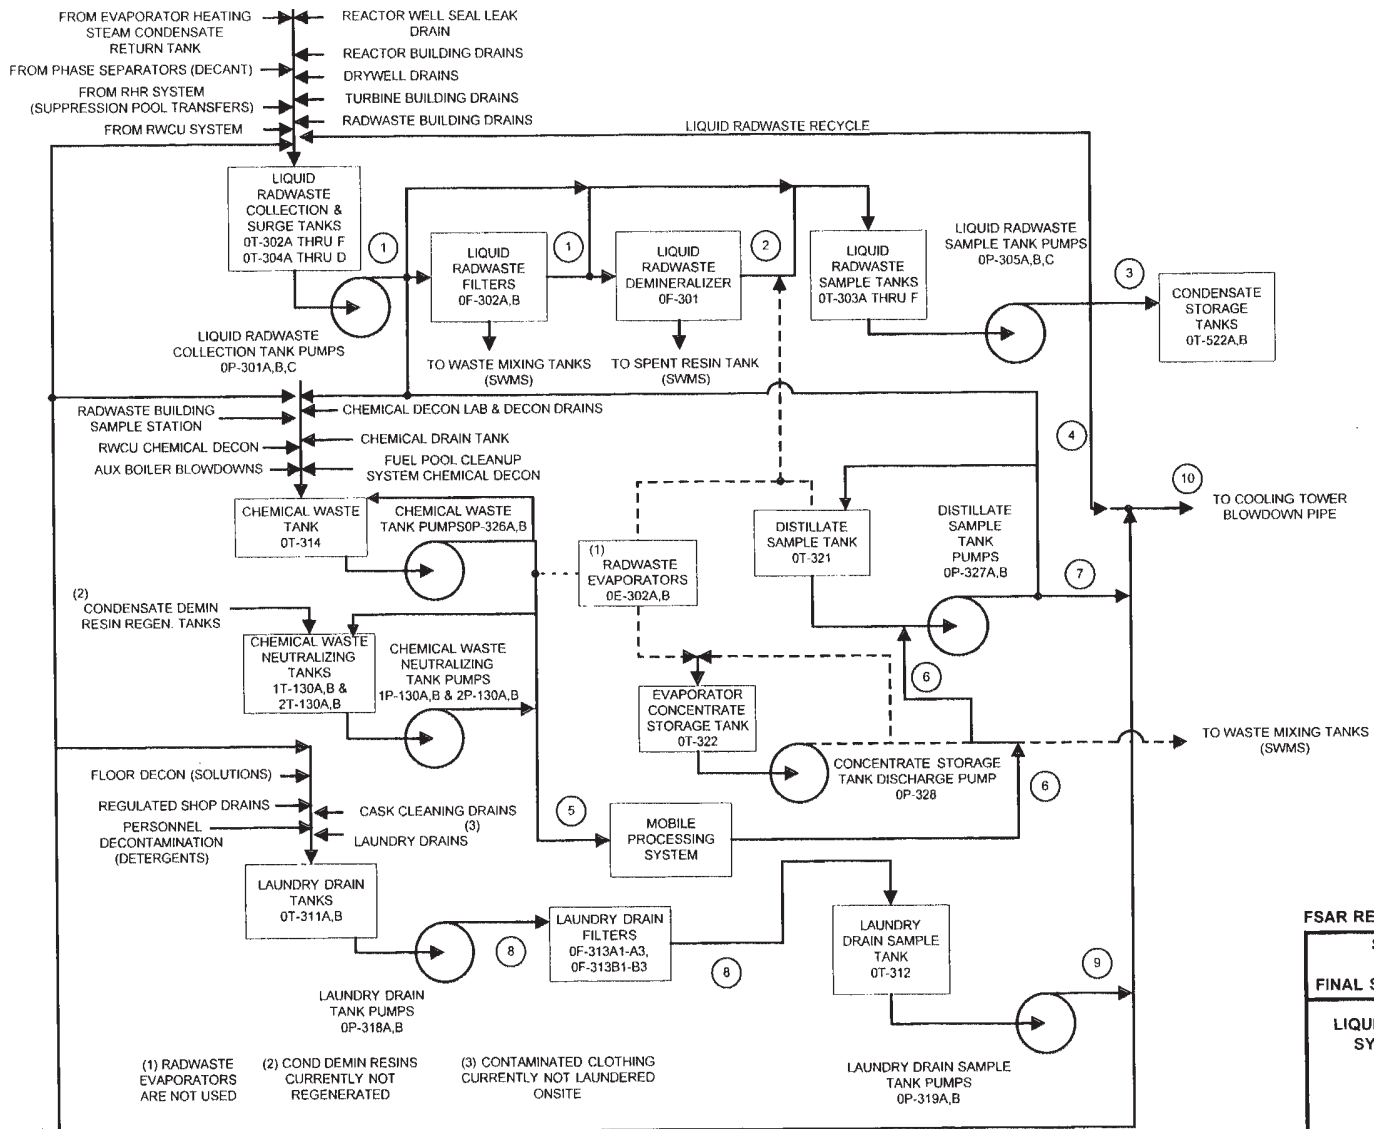 FROM EVAPORATOR HEATING
STEAM CONDENSATE
RETURN TANK
REACTOR WELL SEAL LEAK
DRAIN
REACTOR BUILDING DRAINS
FROM PHASE SEPARATORS (DECANT)
DRYWELL DRAINS
FROM RHR SYSTEM
(SUPPRESSION POOL TRANSFERS)
TURBINE BUILDING DRAINS
FROM RWCU SYSTEM
RADWASTE BUILDING DRAINS
LIQUID RADWASTE RECYCLE
LIQUID
RADWASTE
COLLECTION &
SURGE TANKS
0T-302A THRU F
0T-304A THRU D
1
LIQUID
RADWASTE
FILTERS
0F-302A,B
1
LIQUID
RADWASTE
DEMINERALIZER
0F-301
2
LIQUID
RADWASTE
SAMPLE TANKS
0T-303A THRU F
LIQUID RADWASTE
SAMPLE TANK PUMPS
0P-305A,B,C
3
CONDENSATE
STORAGE
TANKS
0T-522A,B
LIQUID RADWASTE
COLLECTION TANK PUMPS
0P-301A,B,C
TO WASTE MIXING TANKS
(SWMS)
TO SPENT RESIN TANK
(SWMS)
RADWASTE BUILDING
SAMPLE STATION
CHEMICAL DECON LAB & DECON DRAINS
RWCU CHEMICAL DECON
CHEMICAL DRAIN TANK
AUX BOILER BLOWDOWNS
FUEL POOL CLEANUP
SYSTEM CHEMICAL DECON
4
10
TO COOLING TOWER
BLOWDOWN PIPE
CHEMICAL WASTE
TANK
0T-314
CHEMICAL WASTE
TANK PUMPS0P-326A,B
(1)
RADWASTE
EVAPORATORS
0E-302A,B
DISTILLATE
SAMPLE TANK
0T-321
DISTILLATE
SAMPLE
TANK
PUMPS
0P-327A,B
7
(2)
CONDENSATE DEMIN
RESIN REGEN. TANKS
CHEMICAL WASTE
NEUTRALIZING
TANKS
1T-130A,B &
2T-130A,B
CHEMICAL WASTE
NEUTRALIZING
TANK PUMPS
1P-130A,B & 2P-130A,B
EVAPORATOR
CONCENTRATE
STORAGE TANK
0T-322
6
TO WASTE MIXING TANKS
(SWMS)
CONCENTRATE STORAGE
TANK DISCHARGE PUMP
0P-328
6
FLOOR DECON (SOLUTIONS)
REGULATED SHOP DRAINS
CASK CLEANING DRAINS
PERSONNEL
DECONTAMINATION
(DETERGENTS)
(3)
LAUNDRY DRAINS
5
MOBILE
PROCESSING
SYSTEM
LAUNDRY DRAIN
TANKS
0T-311A,B
LAUNDRY DRAIN
TANK PUMPS
0P-318A,B
8
LAUNDRY DRAIN
FILTERS
0F-313A1-A3,
0F-313B1-B3
8
LAUNDRY
DRAIN SAMPLE
TANK
0T-312
9
LAUNDRY DRAIN SAMPLE
TANK PUMPS
0P-319A,B
(1) RADWASTE
EVAPORATORS
ARE NOT USED
(2) COND DEMIN RESINS
CURRENTLY NOT
REGENERATED
(3) CONTAMINATED CLOTHING
CURRENTLY NOT LAUNDERED
ONSITE
FSAR RE
FINAL S
LIQU
SY